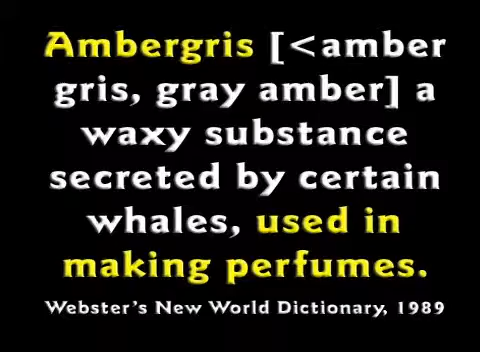 Ambergris [<amber
gris, gray amber] a
waxy substance
secreted by certain
whales, used in
making perfumes.
Webster's New World Dictionary, 1989